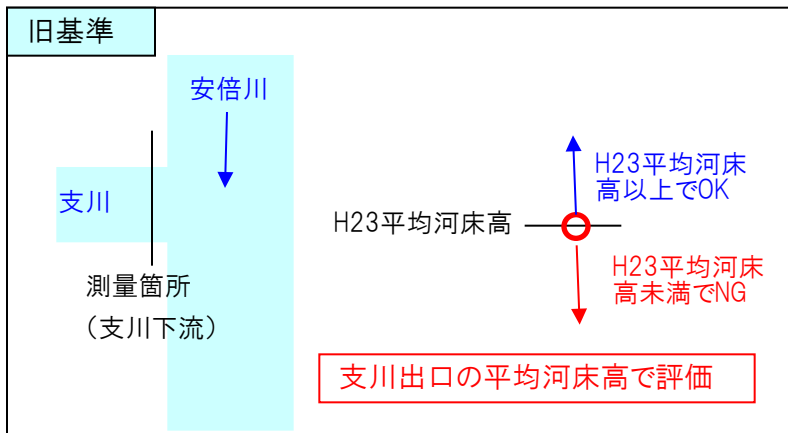 旧基準
安倍川
支川
測量箇所
（支川下流）
H23平均河床高
H23平均河床
高以上でOK
H23平均河床
高未満でNG
支川出口の平均河床高で評価